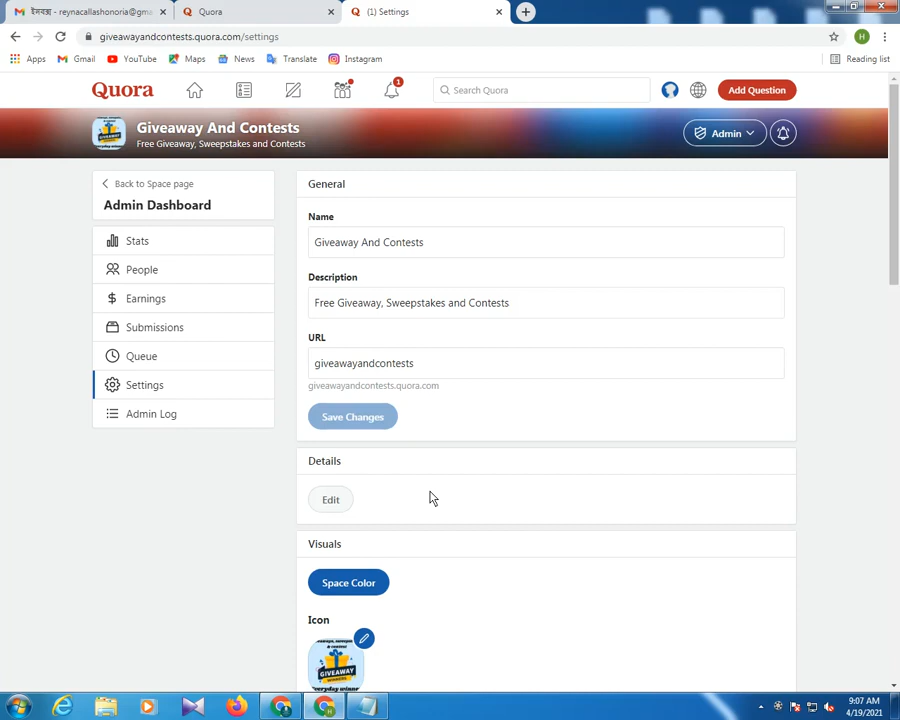 ইনবক্স - reynacallashonoria@gma
Quora
(1) Settings
giveawayandcontests.quora.com/settings
Apps
Gmail
YouTube
Maps
News
Translate
Instagram
Reading list
Quora
1
Search Quora
Add Question
Giveaway And Contests
Free Giveaway, Sweepstakes and Contests
Admin
Back to Space page
Admin Dashboard
Stats
People
Earnings
Submissions
Queue
Settings
Admin Log
General
Name
Giveaway And Contests
Description
Free Giveaway, Sweepstakes and Contests
URL
giveawayandcontests
giveawayandcontests.quora.com
Save Changes
Details
Edit
Visuals
Space Color
Icon
GIVEAWAY
WINNERS
9:07 AM
4/19/2021